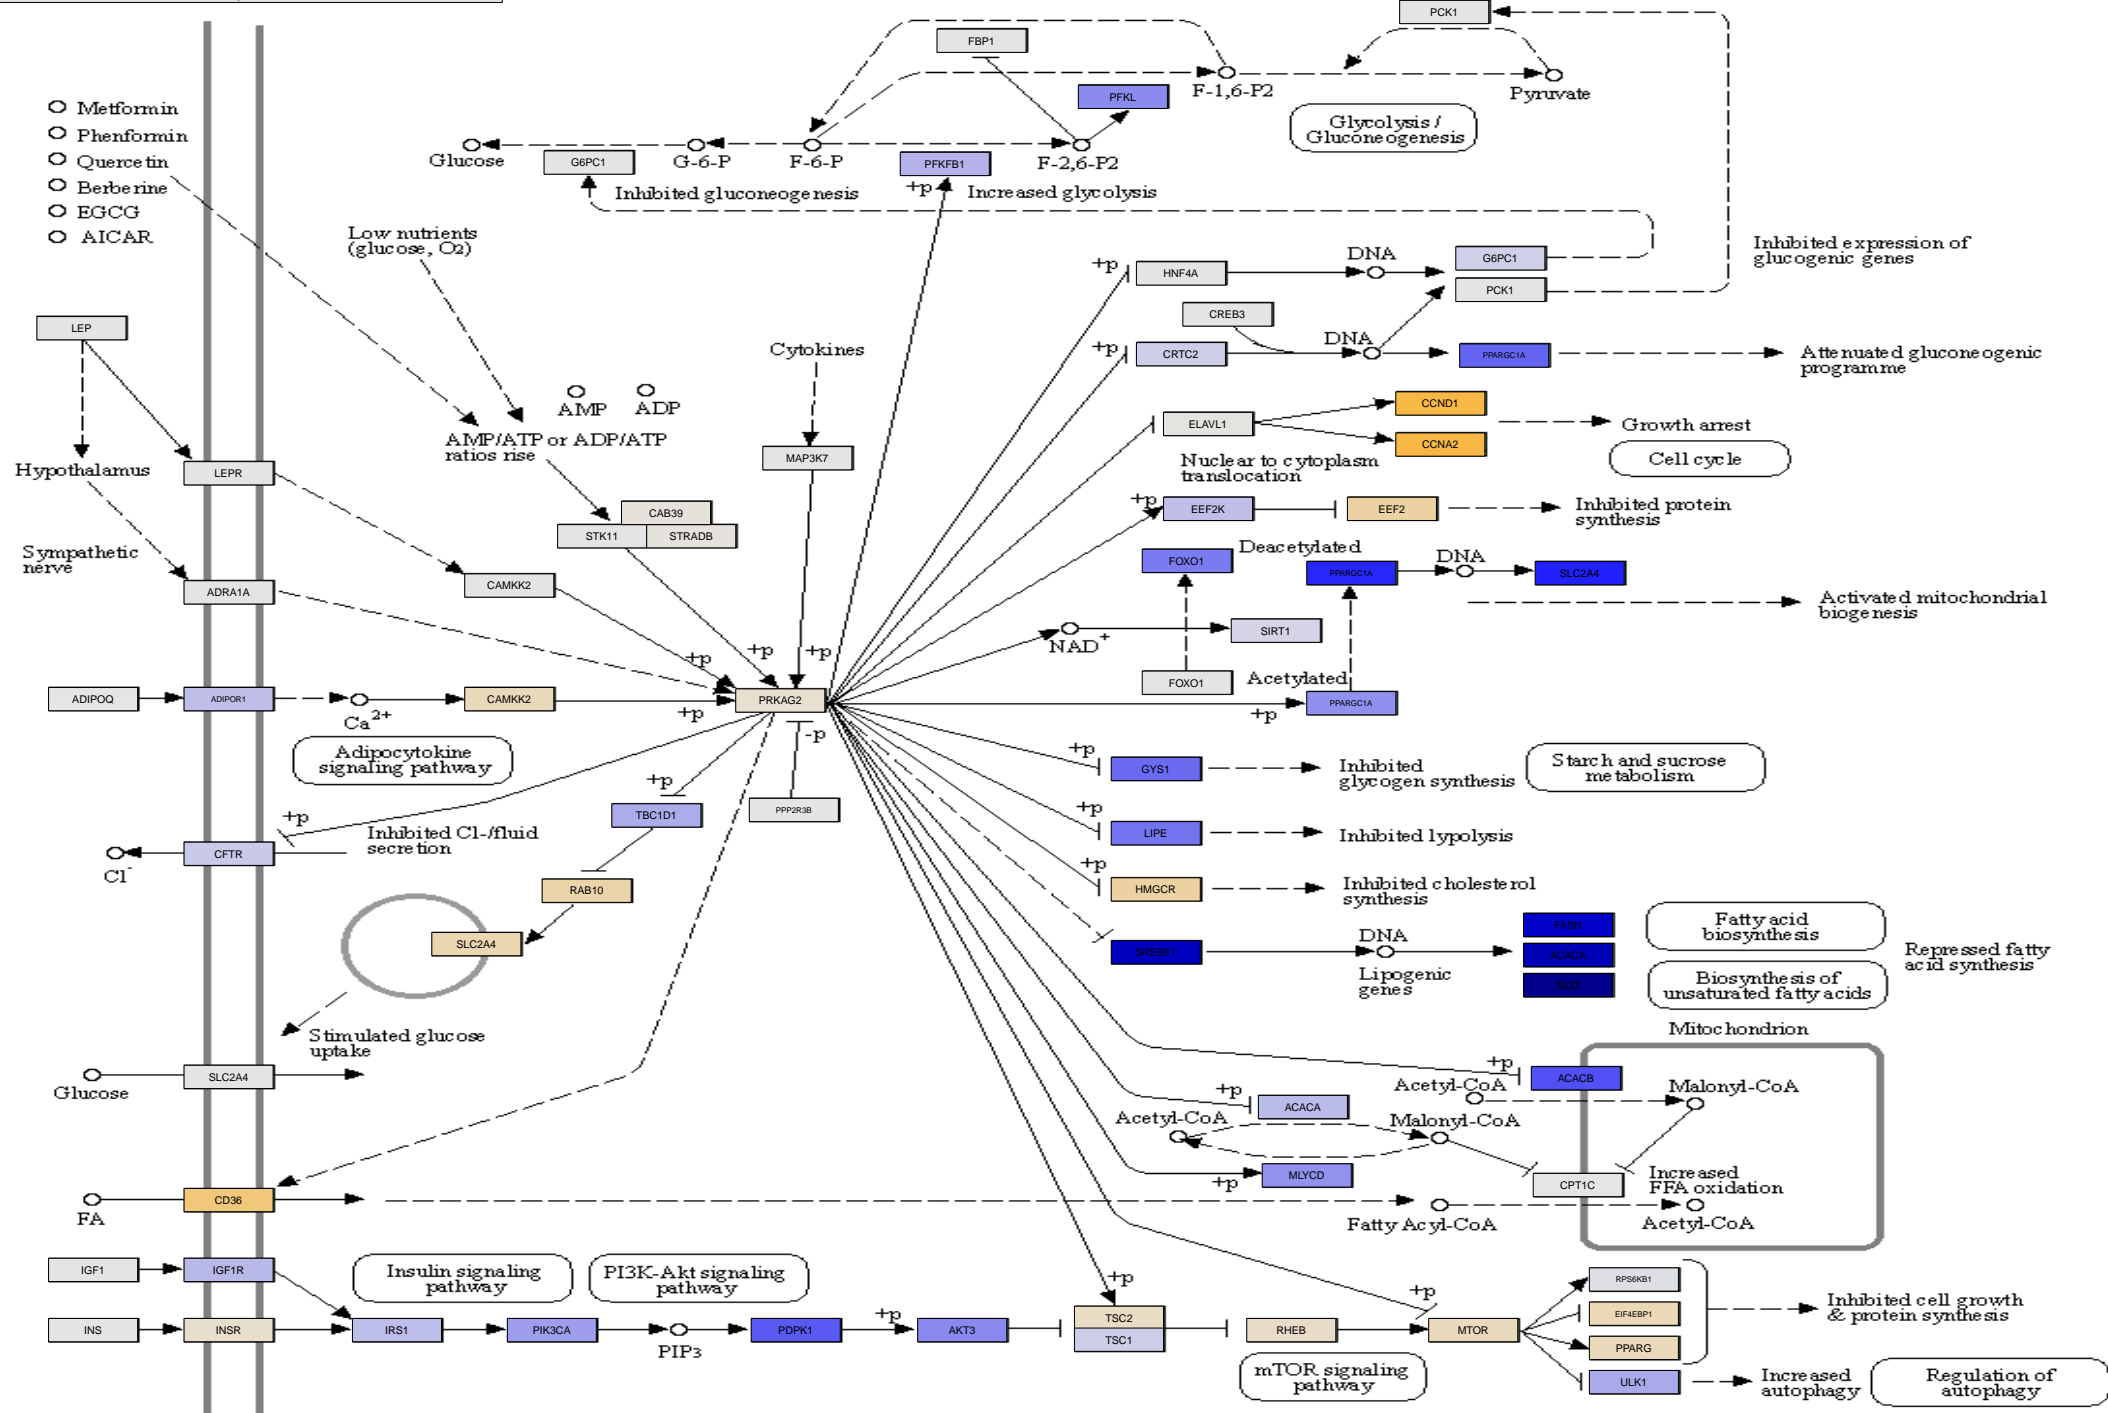 PCK1
FBP1
PFKL
F-1,6-P2
Pyruvate
Glycolysis /
Gluconeogenesis
Metformin
Phenformin
Quercetin
Berberine
EGCG
AICAR
Glucose
G6PC1
G-6-P
F-6-P
PFKFB1
F-2,6-P2
Inhibited gluconeogenesis
+p
Increased glycolysis
Low nutrients
(glucose, O2)
Inhibited expression of
glucogenic genes
+p
HNF4A
DNA
G6PC1
PCK1
CREB3
LEP
Cytokines
+p
CRTC2
DNA
PPARGC1A
Attenuated gluconeogenic
programme
AMP
ADP
AMP/ATP or ADP/ATP
ratios rise
ELAVL1
CCND1
CCNA2
Growth arrest
Cell cycle
Nuclear to cytoplasm
translocation
MAP3K7
Hypothalamus
LEPR
CAB39
STK11
STRADB
+p
EEF2K
EEF2
Inhibited protein
synthesis
Sympathetic
nerve
ADRA1A
CAMKK2
FOXO1
Deacetylated
PPARGC1A
DNA
SLC2A4
Activated mitochondrial
biogenesis
NAD+
SIRT1
+p
+p
+p
FOXO1
Acetylated
PPARGC1A
+p
ADIPOQ
ADIPOR1
Ca2+
CAMKK2
+p
PRKAG2
-p
Adipocytokine
signaling pathway
+p
GYS1
Inhibited
glycogen synthesis
Starch and sucrose
metabolism
+p
TBC1D1
PPP2R3B
+p
LIPE
Inhibited lypolysis
+p
Inhibited Cl-/fluid
secretion
CFTR
Cl-
RAB10
+p
HMGCR
Inhibited cholesterol
synthesis
SLC2A4
SREBF1
DNA
Lipogenic
genes
FASN
ACACA
SCD
Fatty acid
biosynthesis
Biosynthesis of
unsaturated fatty acids
Repressed fatty
acid synthesis
Stimulated glucose
uptake
Mitochondrion
Glucose
SLC2A4
+p
ACACB
Acetyl-CoA
Malonyl-CoA
+p
ACACA
Acetyl-CoA
Malonyl-CoA
MLYCD
+p
CPT1C
Increased
FFA oxidation
FA
CD36
Fatty Acyl-CoA
Acetyl-CoA
IGF1
IGF1R
Insulin signaling
pathway
PI3K-Akt signaling
pathway
+p
+p
INS
INSR
IRS1
PIK3CA
PIP3
PDPK1
+p
AKT3
TSC2
TSC1
RHEB
MTOR
mTOR signaling
pathway
RPS6KB1
EIF4EBP1
PPARG
ULK1
Inhibited cell growth
& protein synthesis
Increased
autophagy
Regulation of
autophagy